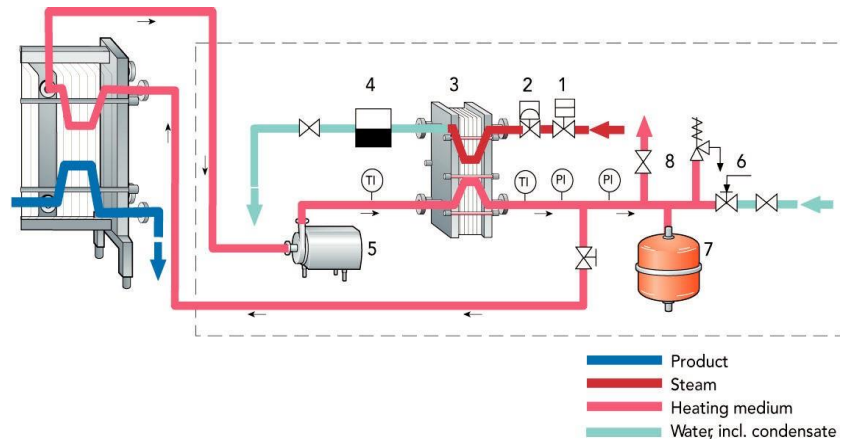 4
3
2
1
8
6
TI
TI
PI
PI
5
7
Product
Steam
Heating medium
Water, incl. condensate